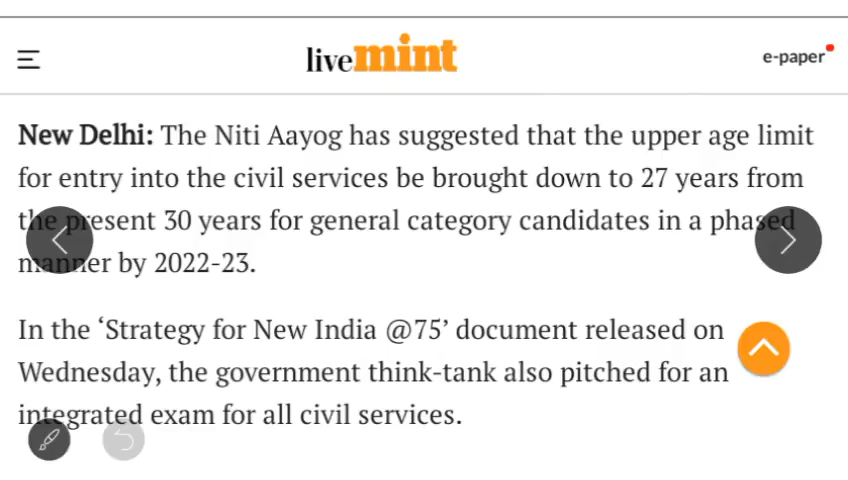 livemint
e-paper
New Delhi: The Niti Aayog has suggested that the upper age limit
for entry into the civil services be brought down to 27 years from
the present 30 years for general category candidates in a phased
manner by 2022-23.
In the ‘Strategy for New India @75’ document released on
Wednesday, the government think-tank also pitched for an
integrated exam for all civil services.